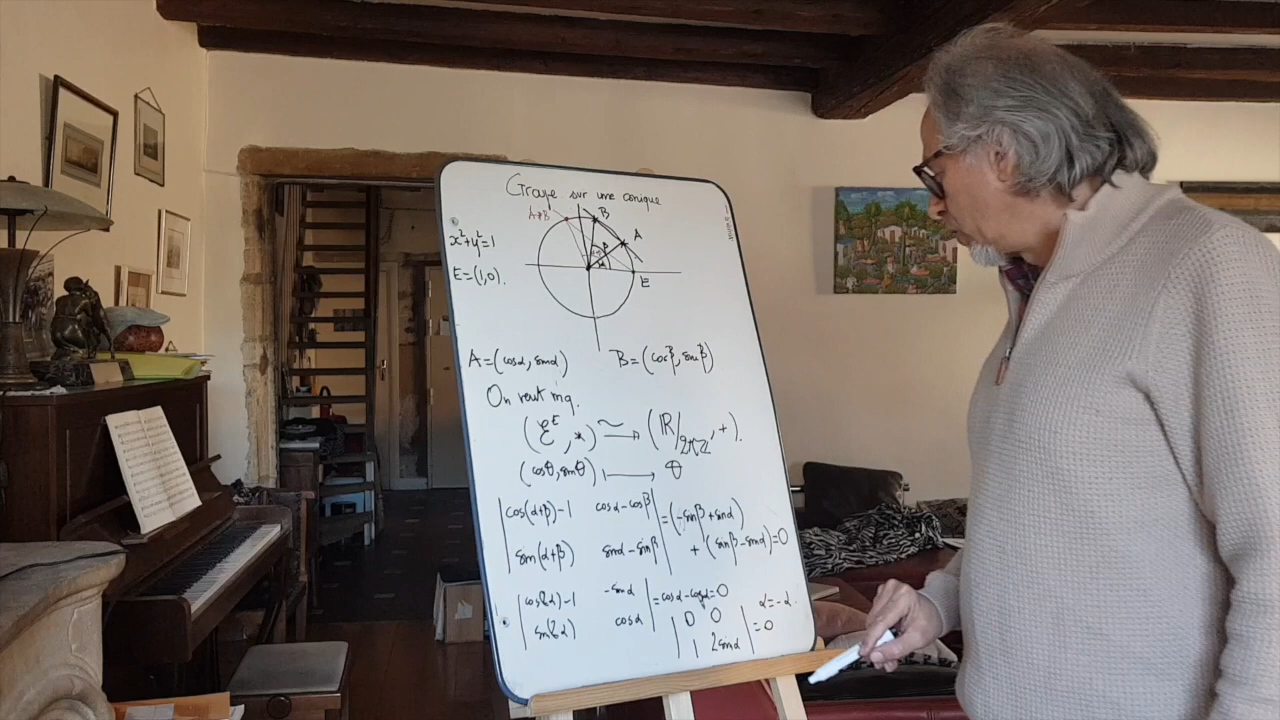 Groupe sur une conique
A*B
B
A
E
β
α
x²+y²=1
E=(1,0).
A=(cosα, sinα) B=(cosβ, sinβ)
On veut mq.
(𝓔ᴱ, *) ⥲ (ℝ/2πℤ, +).
(cosθ, sinθ) ⟼ θ
|cos(α+β)-1 cosα-cosβ| =(-sinβ+sinα)
|sin(α+β) sinα-sinβ| + (sinβ-sinα)=0
|cos(2α)-1 -sinα| =cosα-cosα=0
|sin(2α) cosα|
α=-α.
|0 0|
|1 2sinα| =0